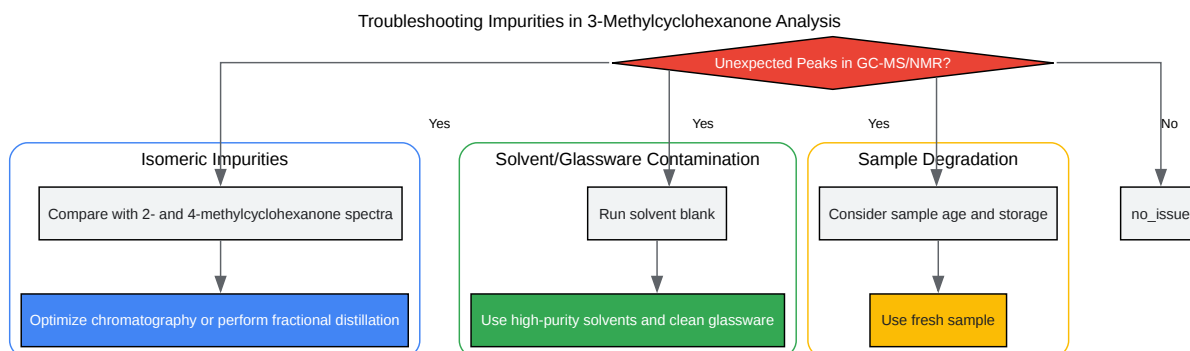 Troubleshooting Impurities in 3-Methylcyclohexanone Analysis
Unexpected Peaks in GC-MS/NMR?
Yes
Yes
Yes
No
Isomeric Impurities
Solvent/Glassware Contamination
Sample Degradation
Compare with 2- and 4-methylcyclohexanone spectra
Run solvent blank
Consider sample age and storage
no_issue
Optimize chromatography or perform fractional distillation
Use high-purity solvents and clean glassware
Use fresh sample